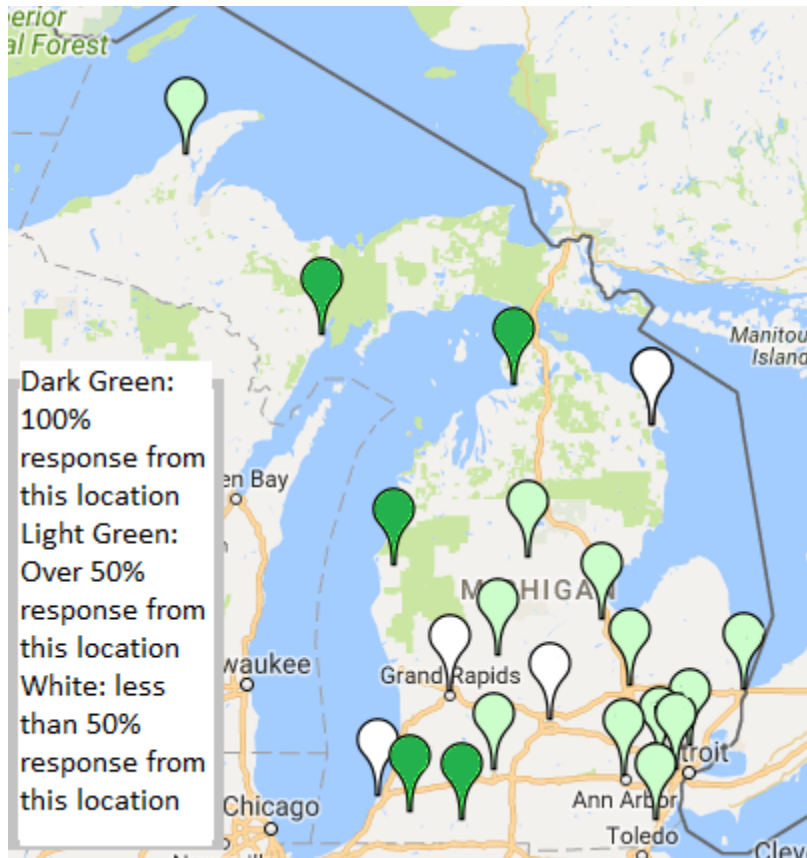 erior
al Forest
Manitou
Island
Dark Green:
100%
response from
this location
Light Green:
Over 50%
response from
this location
White: less
than 50%
response from
this location
en Bay
MICHIGAN
waukee
Grand Rapids
troit
Ann Arbor
Chicago
Toledo
Clev